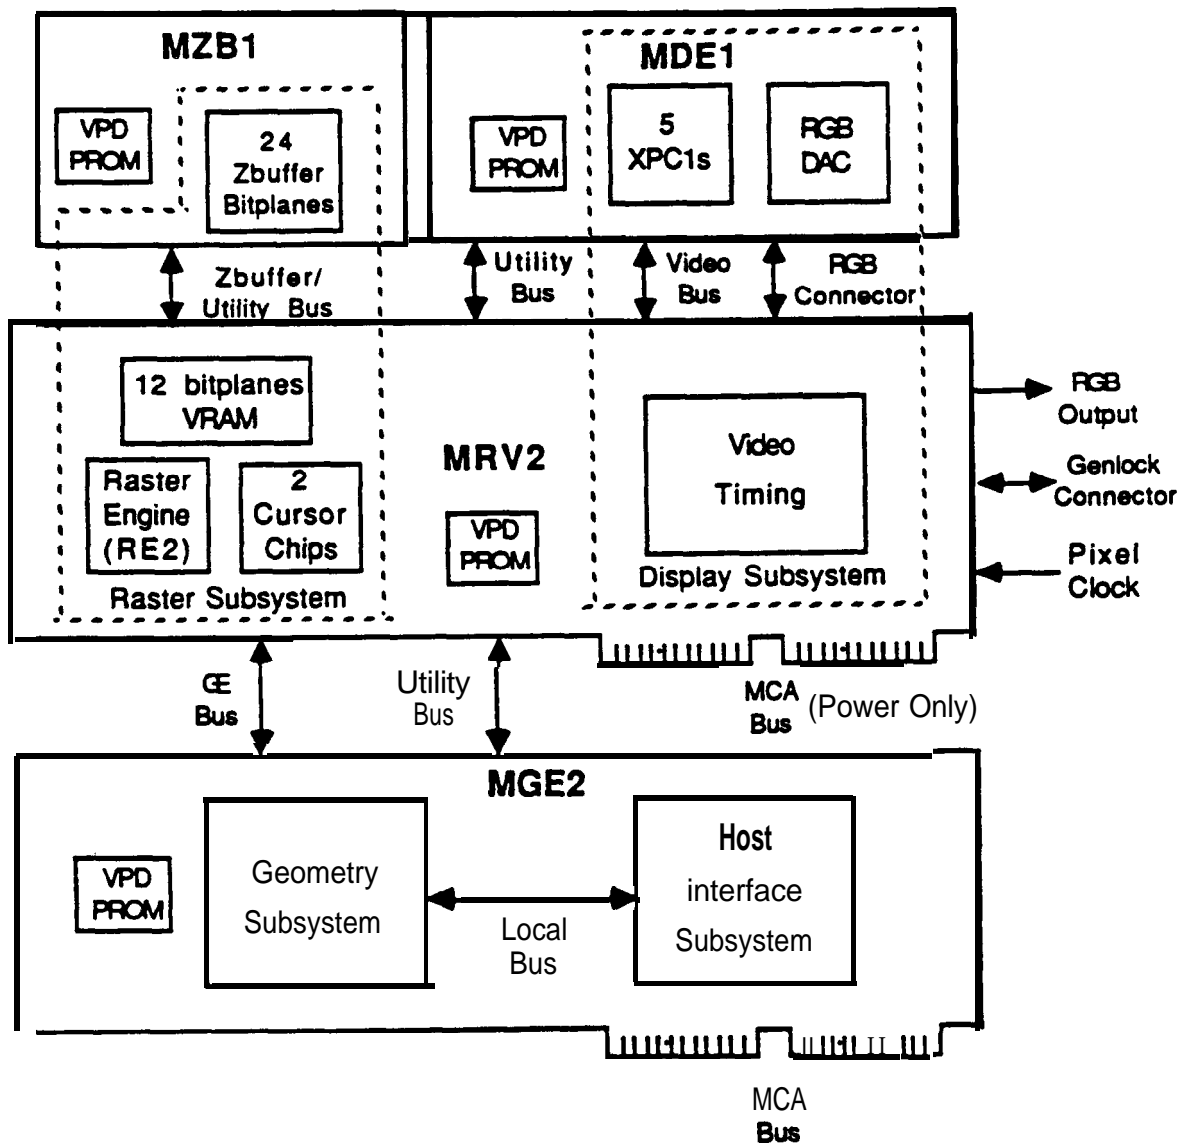 MZB1
MDE1
VPD
PROM
24
Zbuffer
Bitplanes
VPD
PROM
5
XPC1s
RGB
DAC
Zbuffer/
Utility Bus
Utility
Bus
Video
Bus
RGB
Connector
12 bitplanes
VRAM
Raster
Engine
(RE2)
2
Cursor
Chips
Raster Subsystem
MRV2
VPD
PROM
Video
Timing
Display Subsystem
RGB
Output
Genlock
Connector
Pixel
Clock
GE
Bus
Utility
Bus
MCA
Bus
(Power Only)
MGE2
VPD
PROM
Geometry
Subsystem
Local
Bus
Host
interface
Subsystem
MCA
Bus